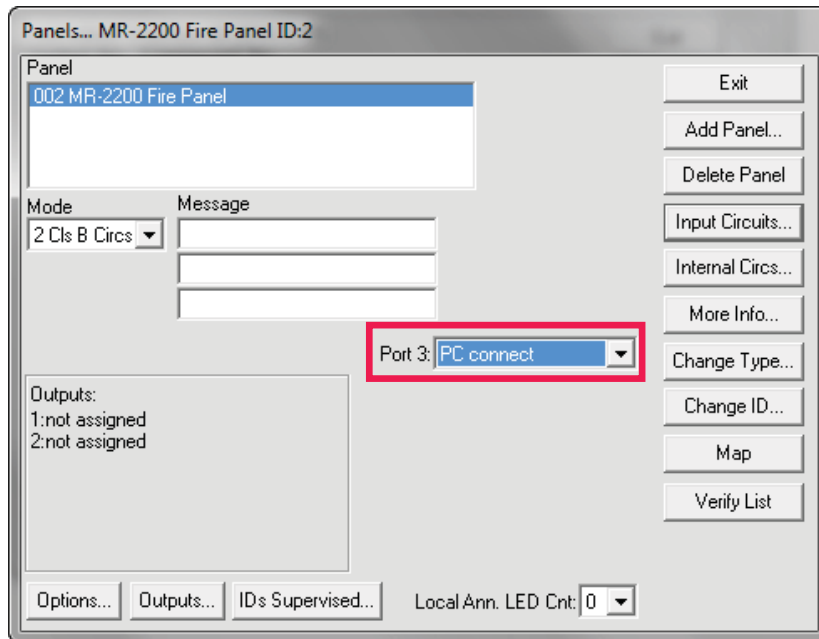 Panels... MR-2200 Fire Panel ID:2
Panel
002 MR-2200 Fire Panel
Mode
2 Cls B Circs
Message
Port 3: PC connect
Outputs:
1:not assigned
2:not assigned
Options...
Outputs...
IDs Supervised...
Local Ann. LED Cnt: 0
Exit
Add Panel...
Delete Panel
Input Circuits...
Internal Circs...
More Info...
Change Type...
Change ID...
Map
Verify List